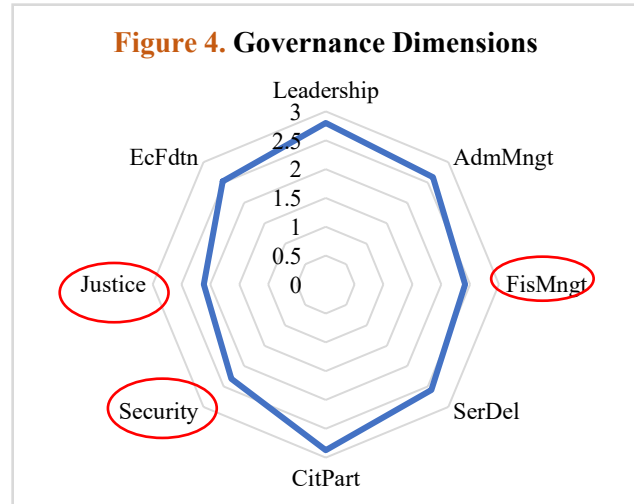 Figure 4. Governance Dimensions
Leadership
3
2.5
2
1.5
1
0.5
0
AdmMngt
FisMngt
SerDel
CitPart
Security
Justice
EcFdtn